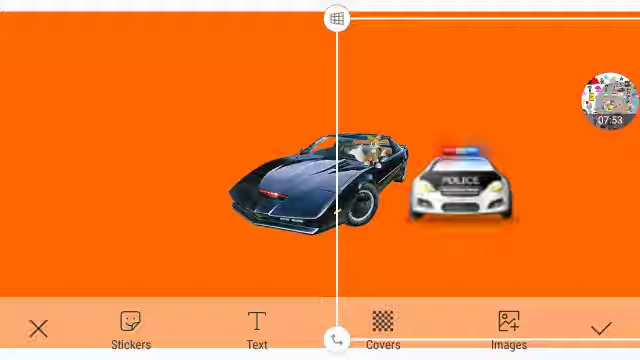 07:53
POLICE
Stickers
Text
Covers
Images